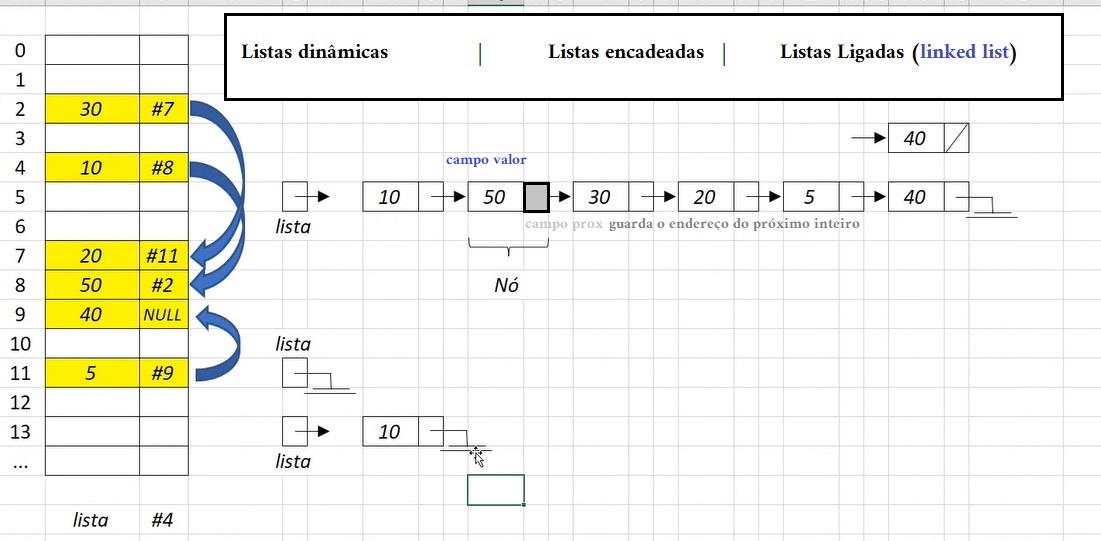 Listas dinâmicas | Listas encadeadas | Listas Ligadas (linked list)
0
1
2 30 #7
3
40
4 10 #8
campo valor
5
10 50 30 20 5 40
6
lista
campo prox guarda o endereço do próximo inteiro
7 20 #11
8 50 #2
Nó
9 40 NULL
10
lista
11 5 #9
12
13
10
...
lista
lista #4